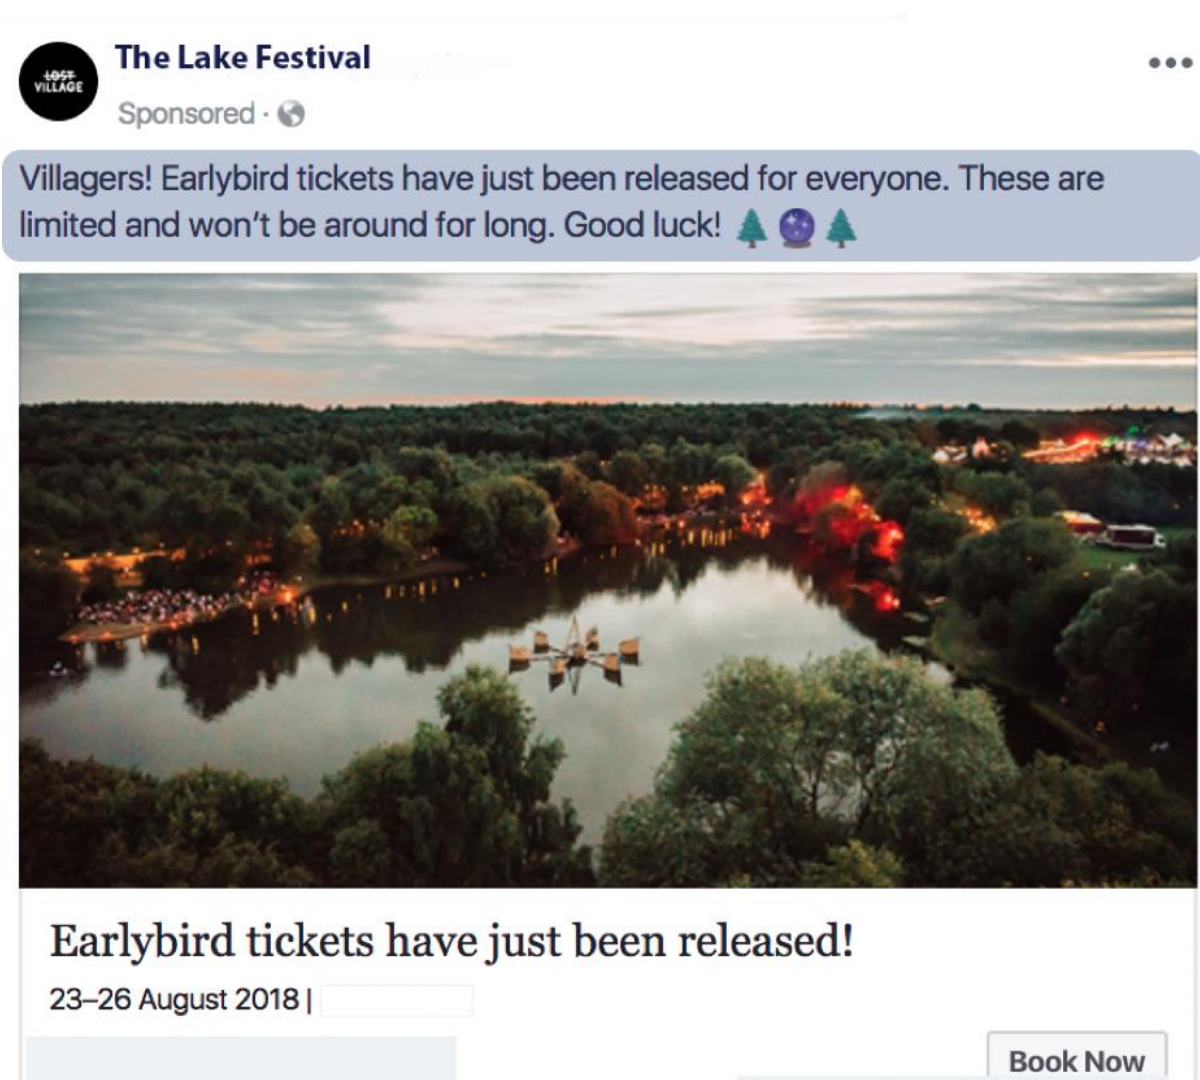 The Lake Festival
LOST
VILLAGE
Sponsored ·
Villagers! Earlybird tickets have just been released for everyone. These are
limited and won't be around for long. Good luck! 🌲🔮🌲
Earlybird tickets have just been released!
23–26 August 2018 |
Book Now